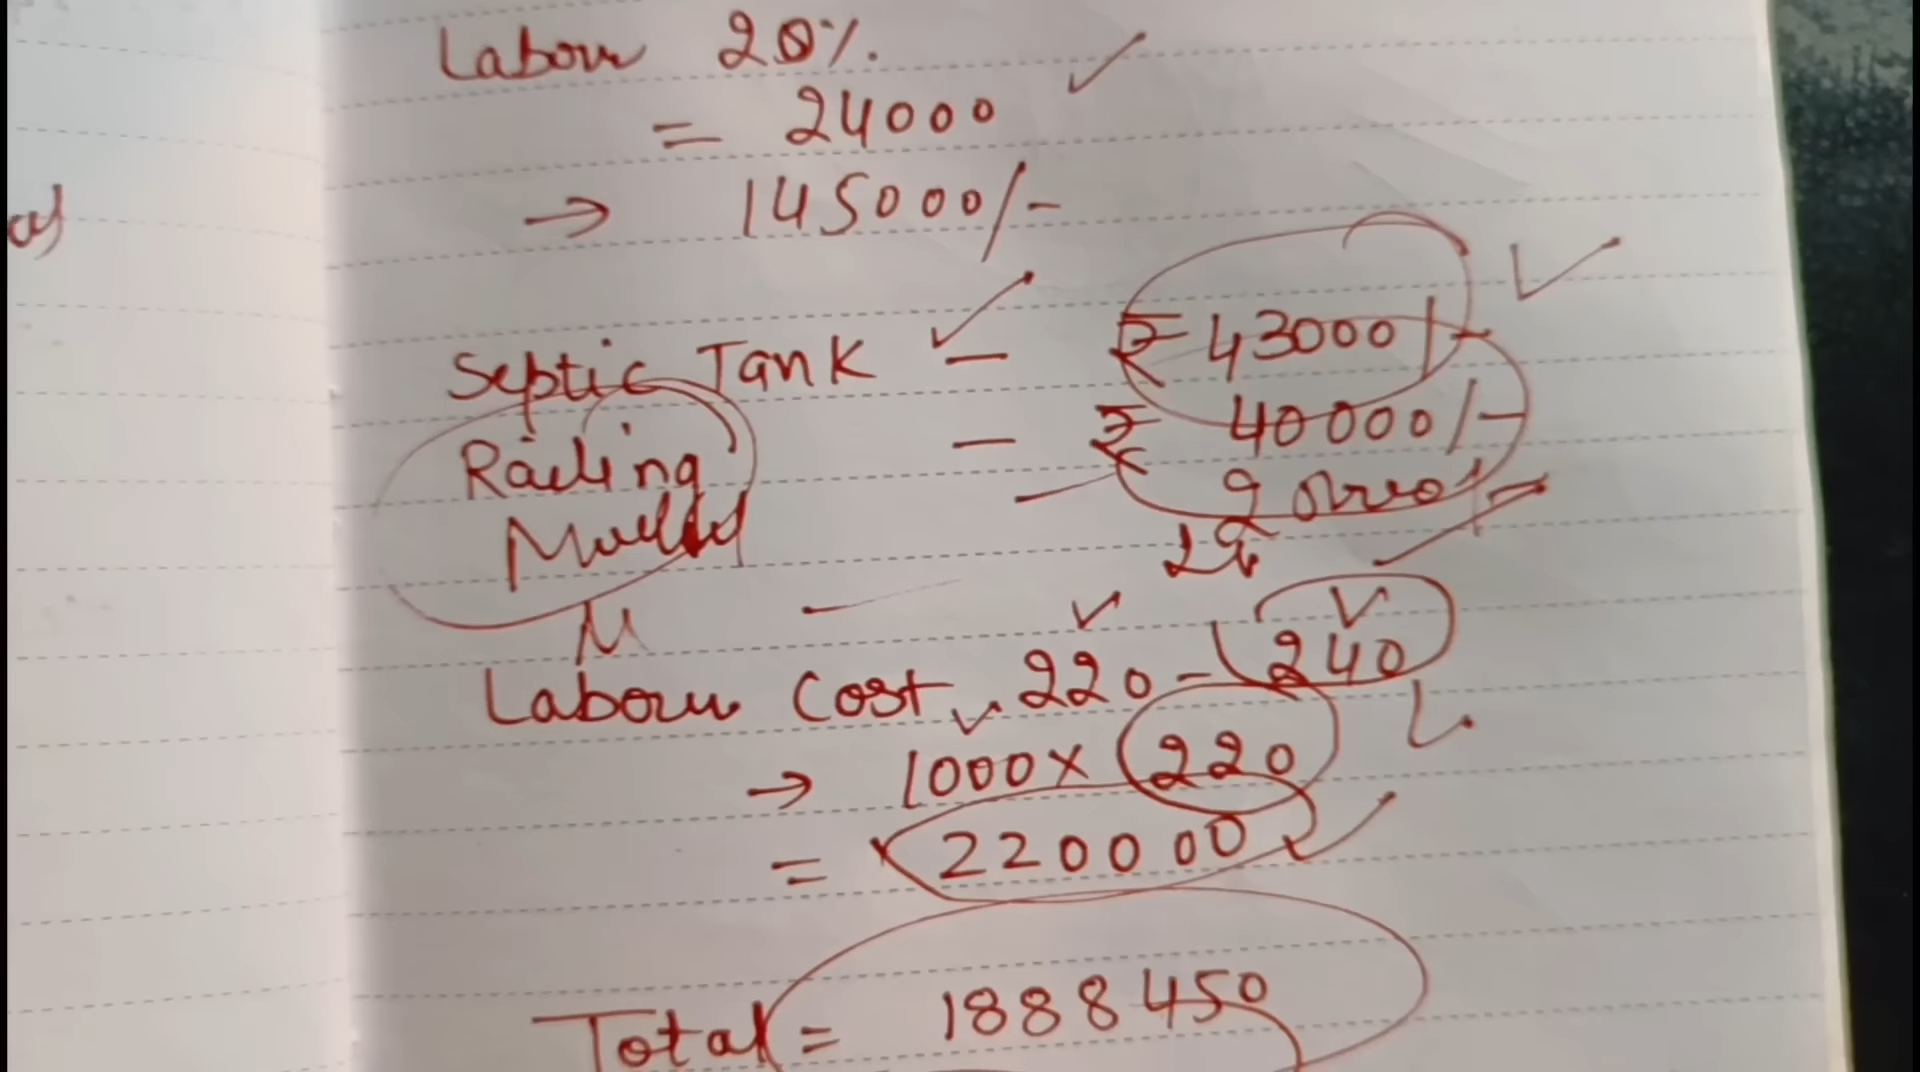 Labour 20%.
= 24000
→ 145000/-
Septic Tank — ₹ 43000/-
Railing — ₹ 40000/-
Labour Cost 220 - 240
→ 1000 x 220
= 220000
Total = 1888450